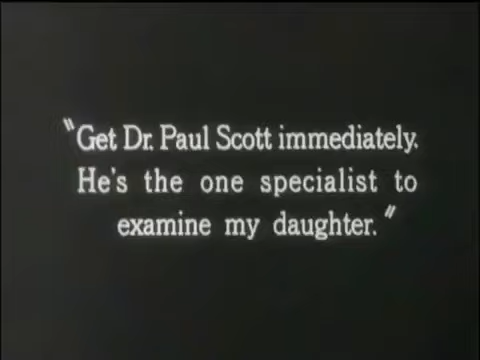 "Get Dr. Paul Scott immediately.
He's the one specialist to
examine my daughter."